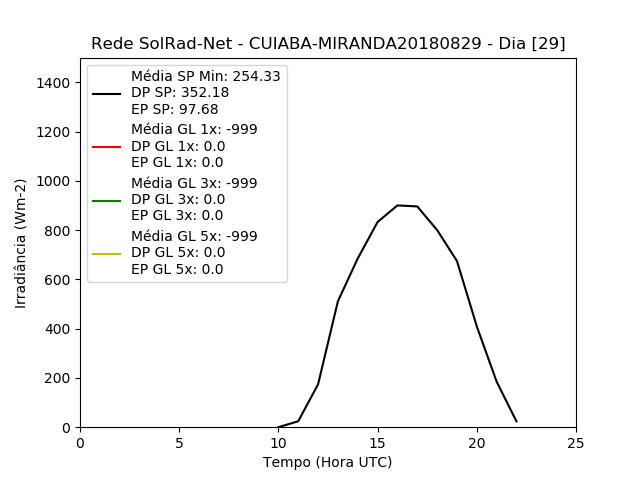 Rede SolRad-Net - CUIABA-MIRANDA20180829 - Dia [29]
Média SP Min: 254.33
DP SP: 352.18
EP SP: 97.68
Média GL 1x: -999
DP GL 1x: 0.0
EP GL 1x: 0.0
Média GL 3x: -999
DP GL 3x: 0.0
EP GL 3x: 0.0
Média GL 5x: -999
DP GL 5x: 0.0
EP GL 5x: 0.0
Irradiância (Wm-2)
1400
1200
1000
800
600
400
200
0
0 5 10 15 20 25
Tempo (Hora UTC)